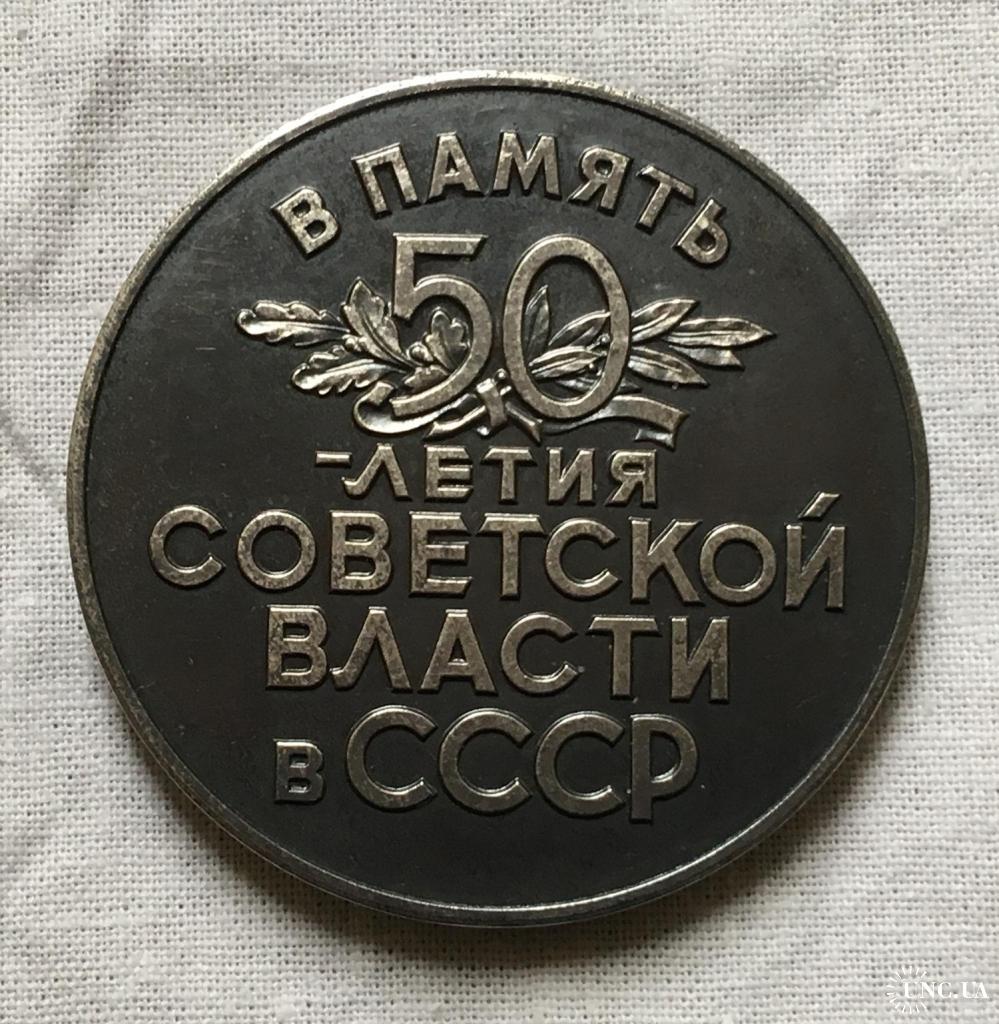 В ПАМЯТЬ
50
-ЛЕТИЯ
СОВЕТСКОЙ
ВЛАСТИ
в СССР
UNC.UA